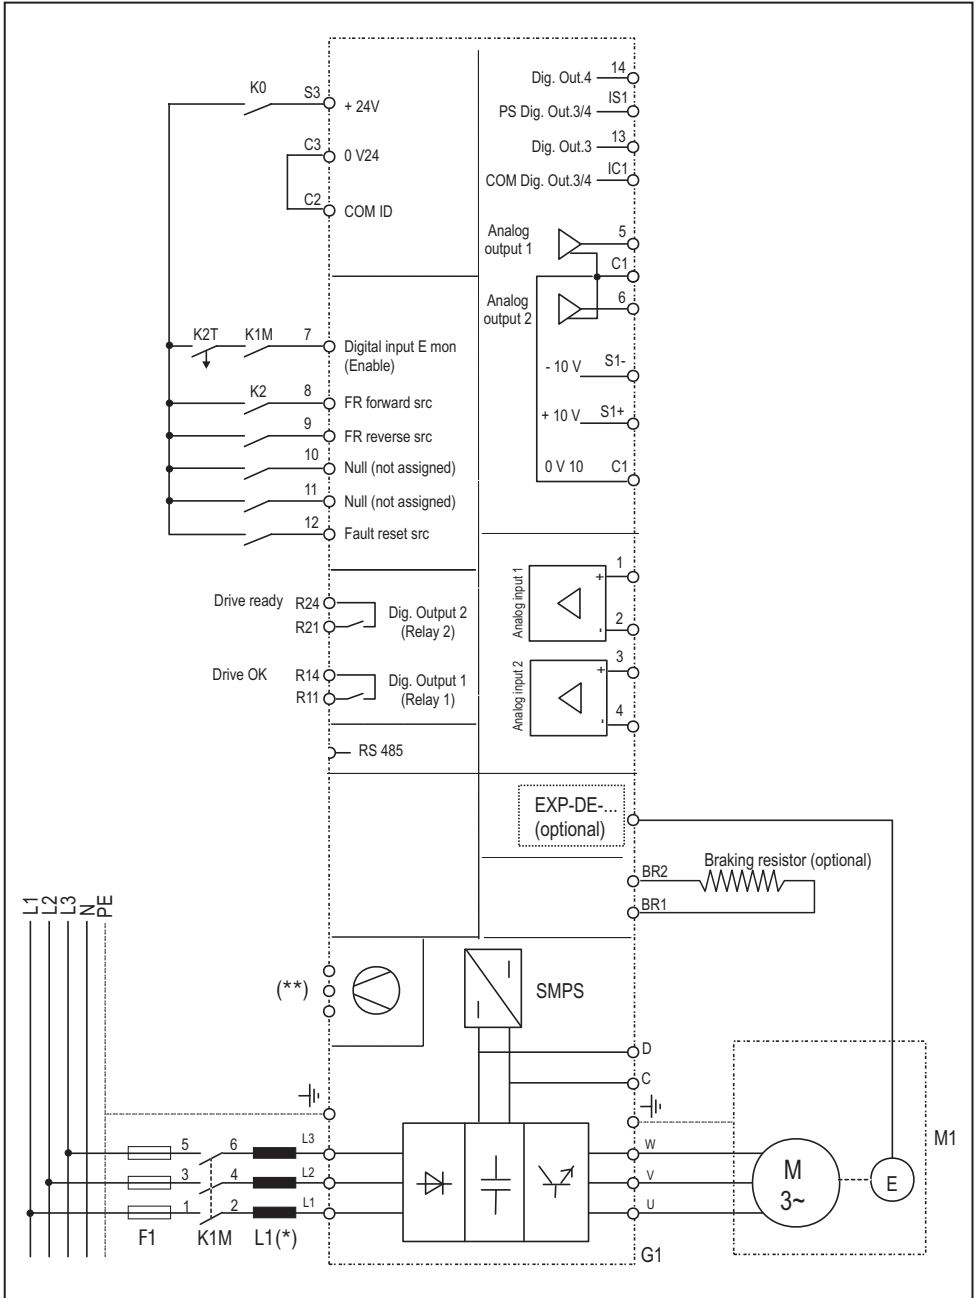 K0
S3
+ 24V
C3
0 V24
C2
COM ID
K2T
K1M
7
Digital input E mon
(Enable)
K2
8
FR forward src
9
FR reverse src
10
Null (not assigned)
11
Null (not assigned)
12
Fault reset src
Drive ready
R24
R21
Dig. Output 2
(Relay 2)
Drive OK
R14
R11
Dig. Output 1
(Relay 1)
RS 485
Dig. Out.4
14
PS Dig. Out.3/4
IS1
Dig. Out.3
13
COM Dig. Out.3/4
IC1
Analog
output 1
5
C1
Analog
output 2
6
- 10 V
S1-
+ 10 V
S1+
0 V 10
C1
Analog input 1
+
-
1
2
Analog input 2
+
-
3
4
EXP-DE-...
(optional)
BR2
Braking resistor (optional)
BR1
L1
L2
L3
N
PE
(**)
SMPS
D
C
5
6
L3
3
4
L2
1
2
L1
F1
K1M
L1(*)
W
V
U
G1
M
3~
E
M1